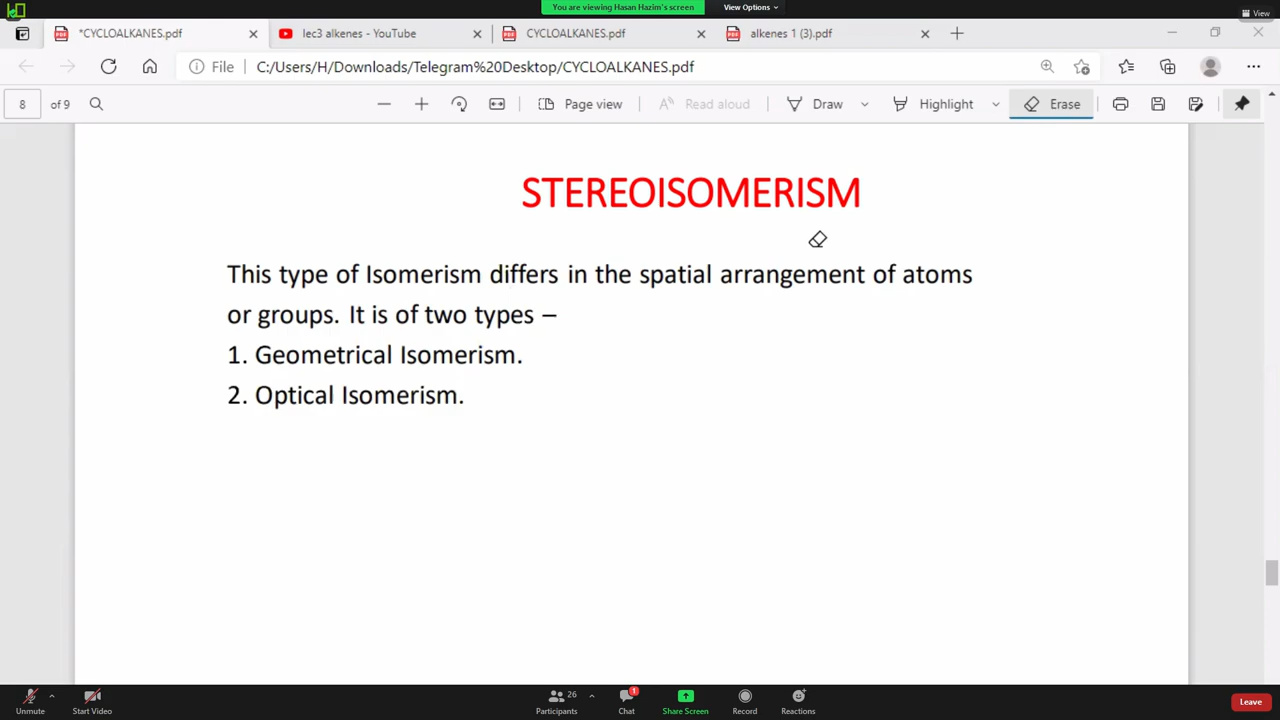 You are viewing Hasan Hazim's screen View Options
View
*CYCLOALKANES.pdf lec3 alkenes - YouTube CYCLOALKANES.pdf alkenes 1 (3).pdf
File C:/Users/H/Downloads/Telegram%20Desktop/CYCLOALKANES.pdf
8 of 9 Page view Read aloud Draw Highlight Erase
STEREOISOMERISM
This type of Isomerism differs in the spatial arrangement of atoms
or groups. It is of two types –
1. Geometrical Isomerism.
2. Optical Isomerism.
26 1
Unmute Start Video Participants Chat Share Screen Record Reactions Leave